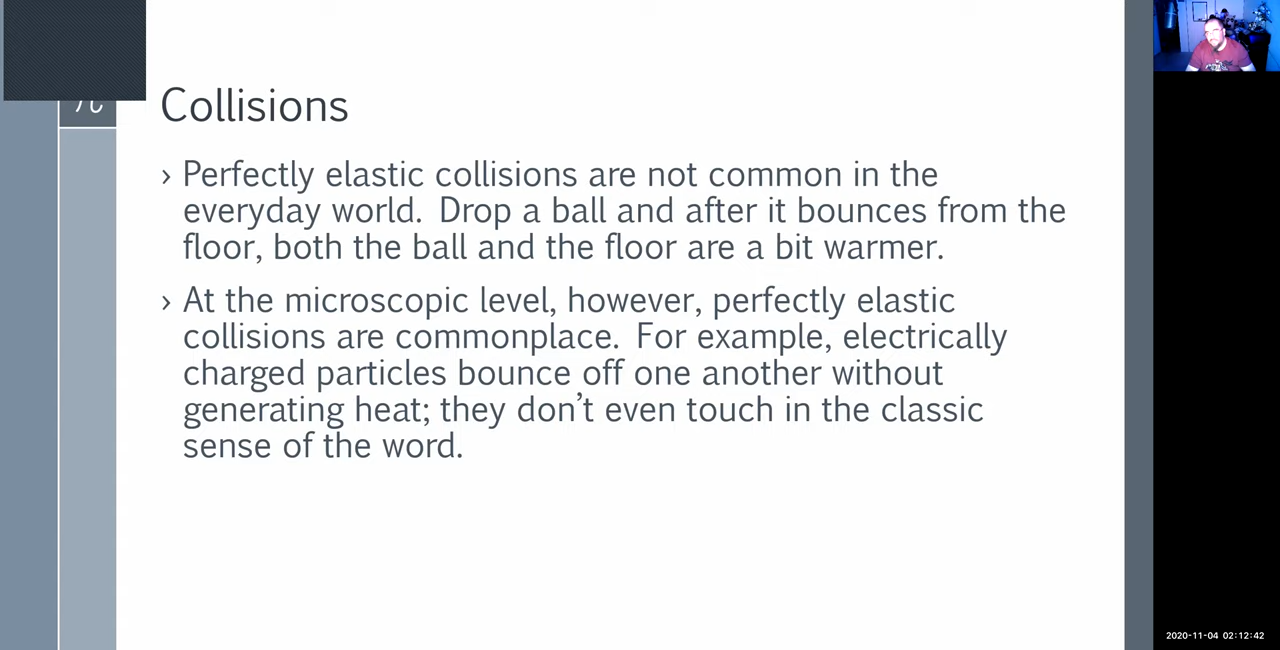 Collisions
› Perfectly elastic collisions are not common in the
everyday world. Drop a ball and after it bounces from the
floor, both the ball and the floor are a bit warmer.
› At the microscopic level, however, perfectly elastic
collisions are commonplace. For example, electrically
charged particles bounce off one another without
generating heat; they don’t even touch in the classic
sense of the word.
2020-11-04 02:12:42